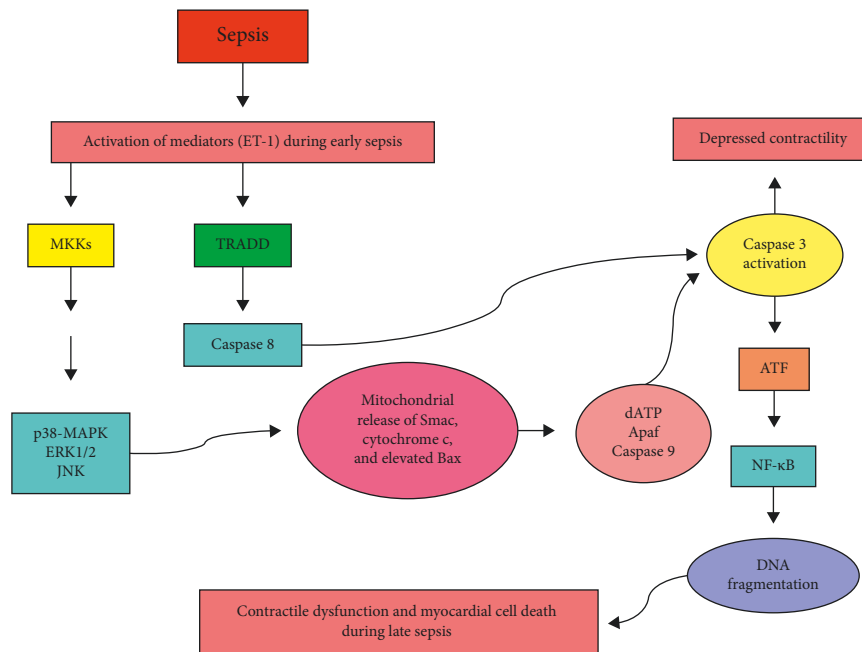 Sepsis
Activation of mediators (ET-1) during early sepsis
Depressed contractility
MKKs
TRADD
Caspase 3
activation
Caspase 8
ATF
Mitochondrial
release of Smac,
cytochrome c,
and elevated Bax
dATP
Apaf
Caspase 9
p38-MAPK
ERK1/2
JNK
NF-κB
DNA
fragmentation
Contractile dysfunction and myocardial cell death
during late sepsis